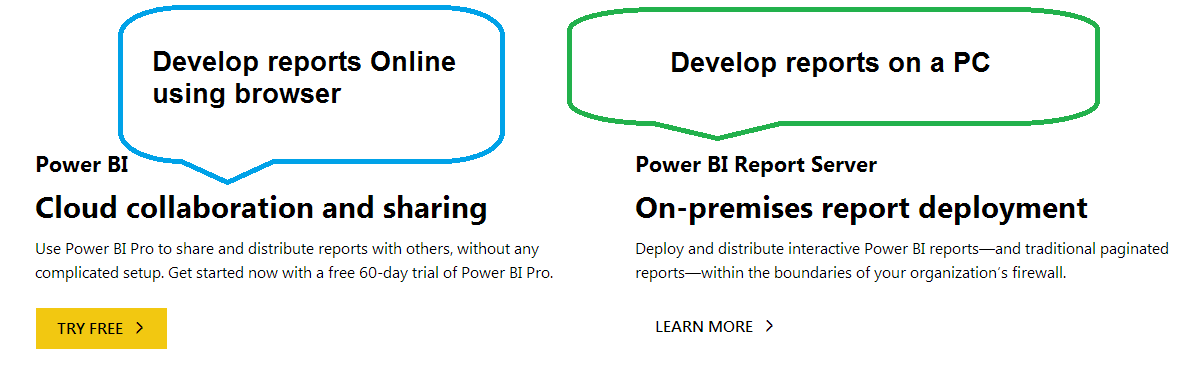 Develop reports Online
using browser
Develop reports on a PC
Power BI
Cloud collaboration and sharing
Use Power BI Pro to share and distribute reports with others, without any
complicated setup. Get started now with a free 60-day trial of Power BI Pro.
TRY FREE >
Power BI Report Server
On-premises report deployment
Deploy and distribute interactive Power BI reports—and traditional paginated
reports—within the boundaries of your organization's firewall.
LEARN MORE >